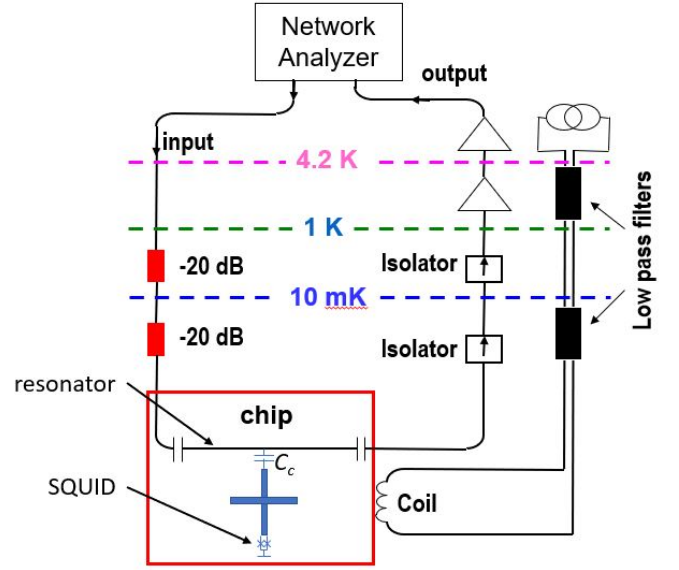 Network
Analyzer
output
input
4.2 K
1 K
-20 dB
Isolator
10 mK
-20 dB
Isolator
Low pass filters
resonator
chip
Cc
SQUID
Coil